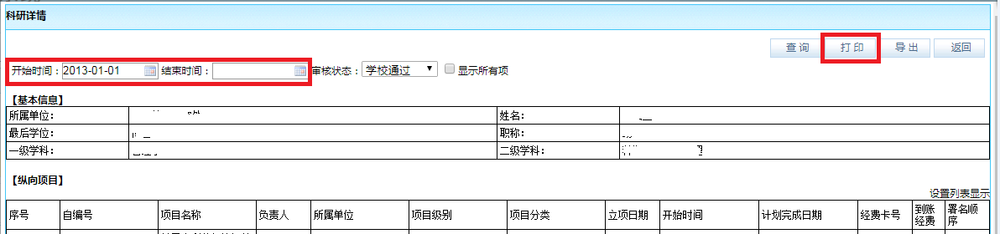 科研详情
查 询 打 印 导 出 返回
开始时间：2013-01-01 结束时间： 审核状态：学校通过 显示所有项
【基本信息】
所属单位： 姓名：
最后学位： 职称：
一级学科： 二级学科：
【纵向项目】
设置列表显示
序号 自编号 项目名称 负责人 所属单位 项目级别 项目分类 立项日期 开始时间 计划完成日期 经费卡号 到账经费 署名顺序